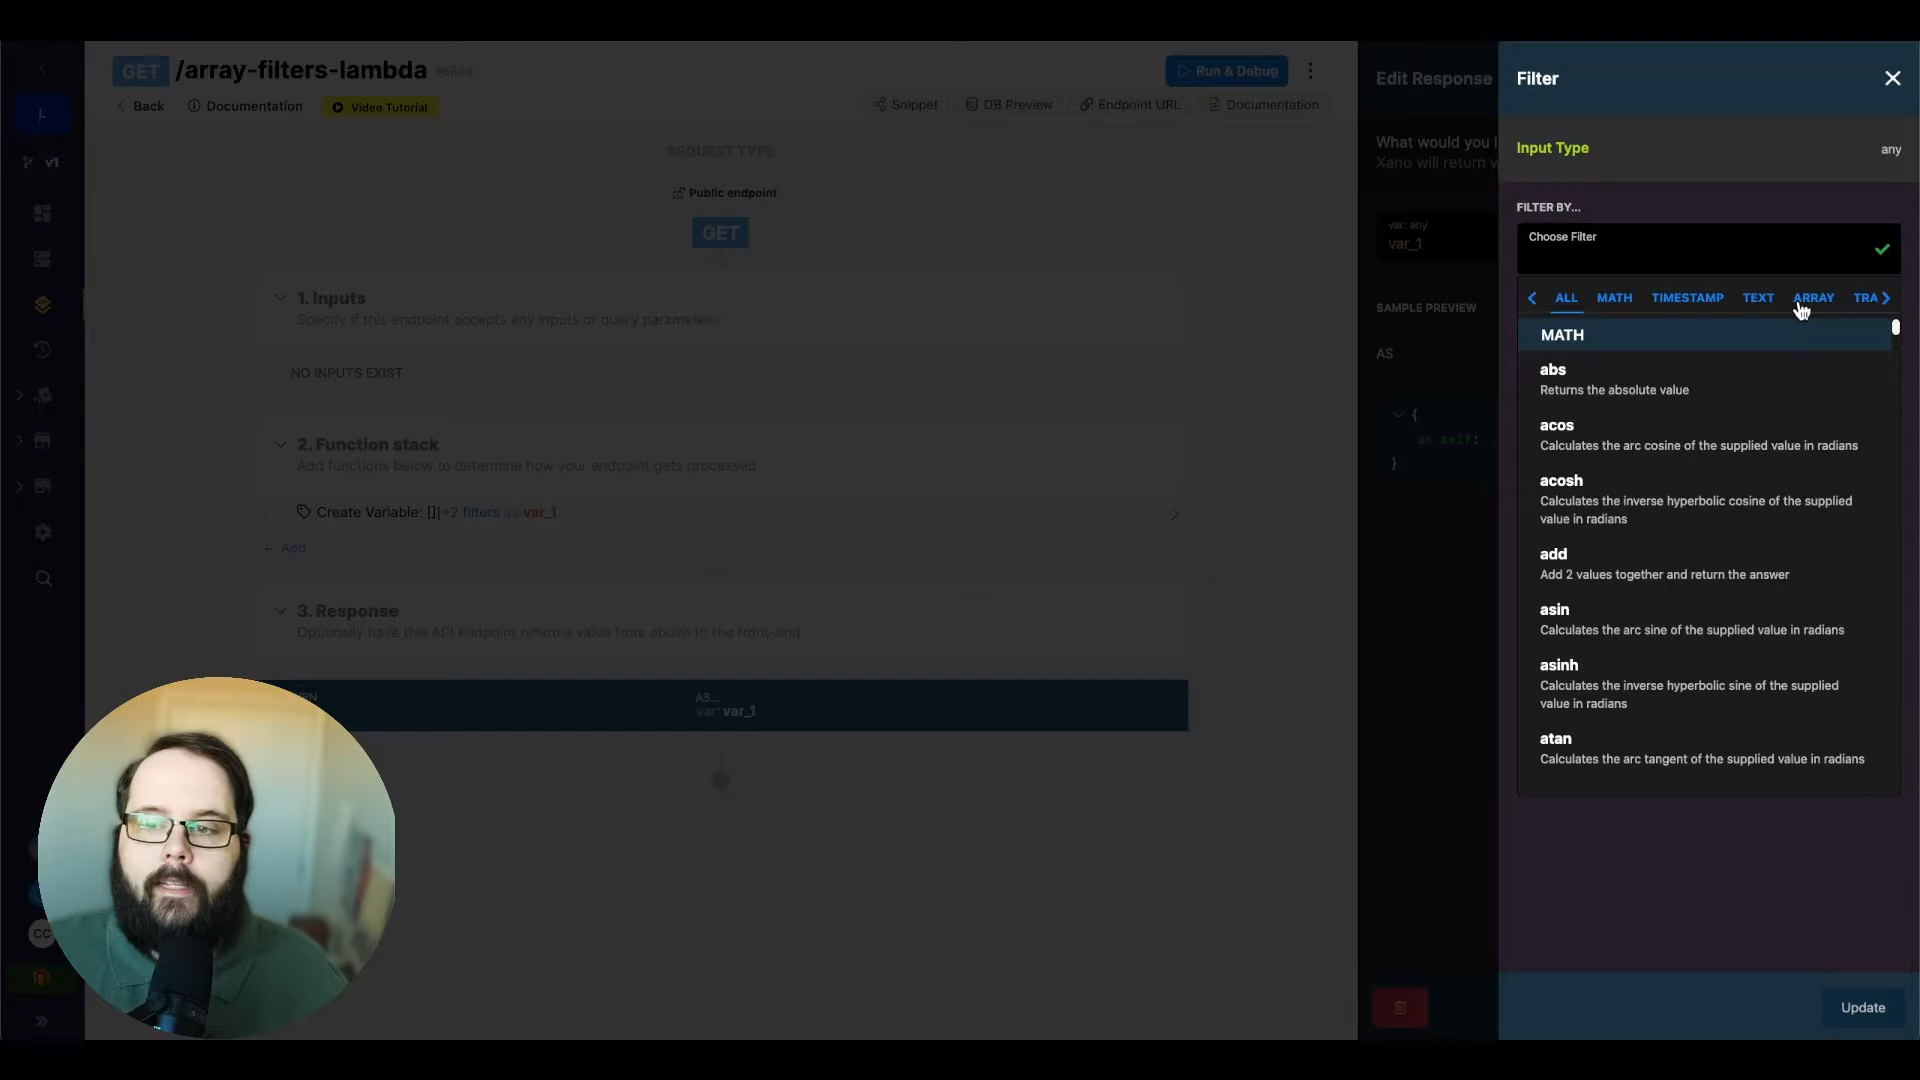 GET /array-filters-lambda #6828
Run & Debug
Back
Documentation
Video Tutorial
Snippet
DB Preview
Endpoint URL
Documentation
L
v1
REQUEST TYPE
Public endpoint
GET
1. Inputs
Specify if this endpoint accepts any inputs or query parameters
NO INPUTS EXIST
2. Function stack
Add functions below to determine how your endpoint gets processed
Create Variable: []|+2 filters as var_1
+ Add
3. Response
Optionally have this API endpoint return a value from above to the front-end
AS...
var: var_1
CC
Edit Response
What would you l
Xano will return v
var: any
var_1
SAMPLE PREVIEW
AS
{
as self:
}
Filter
Input Type
any
FILTER BY...
Choose Filter
ALL MATH TIMESTAMP TEXT ARRAY TRA
MATH
abs
Returns the absolute value
acos
Calculates the arc cosine of the supplied value in radians
acosh
Calculates the inverse hyperbolic cosine of the supplied
value in radians
add
Add 2 values together and return the answer
asin
Calculates the arc sine of the supplied value in radians
asinh
Calculates the inverse hyperbolic sine of the supplied
value in radians
atan
Calculates the arc tangent of the supplied value in radians
Update